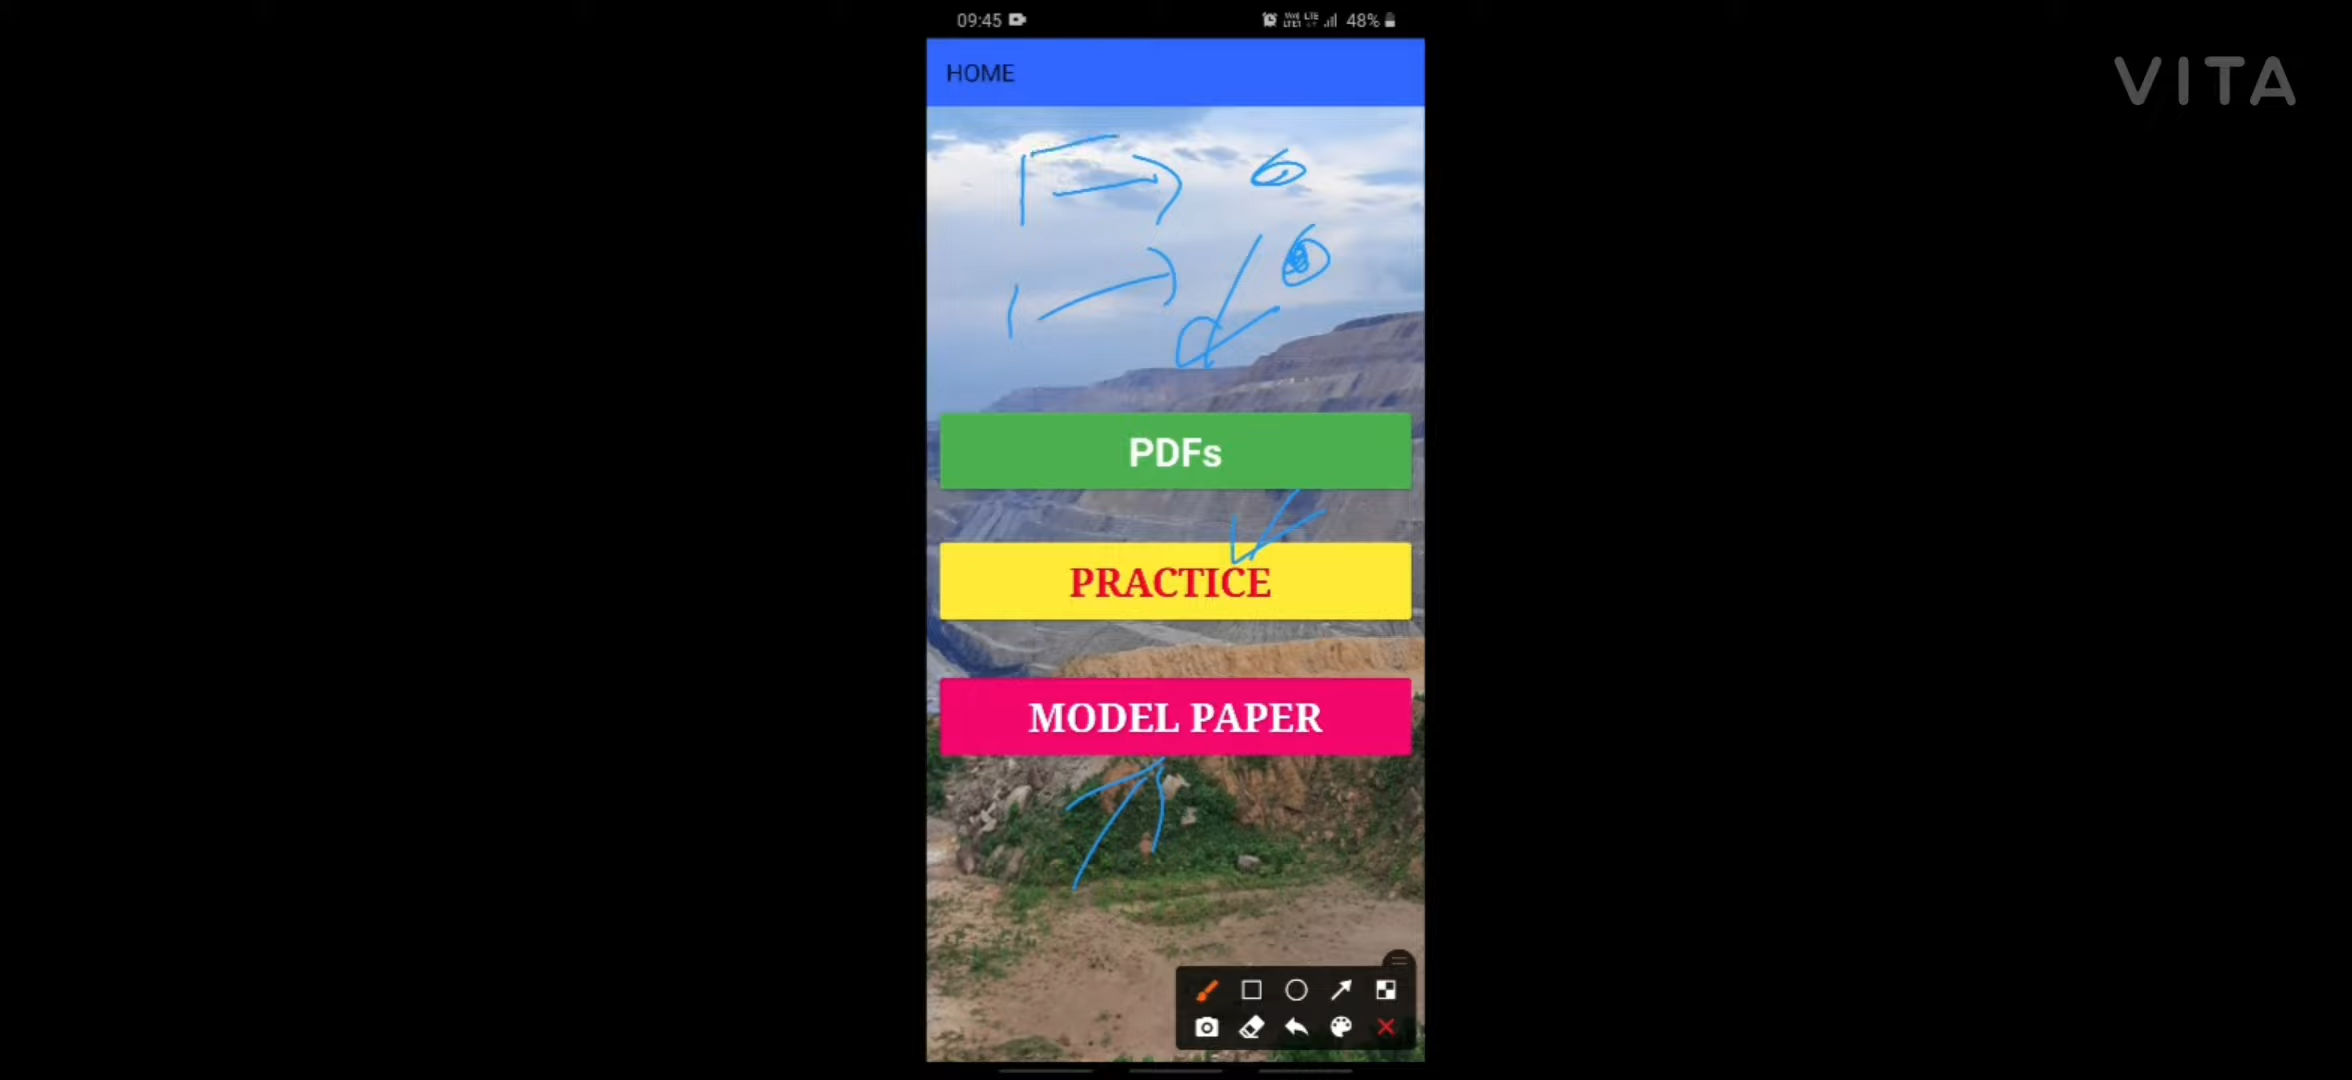 09:45 48%
VITA
HOME
PDFs
PRACTICE
MODEL PAPER